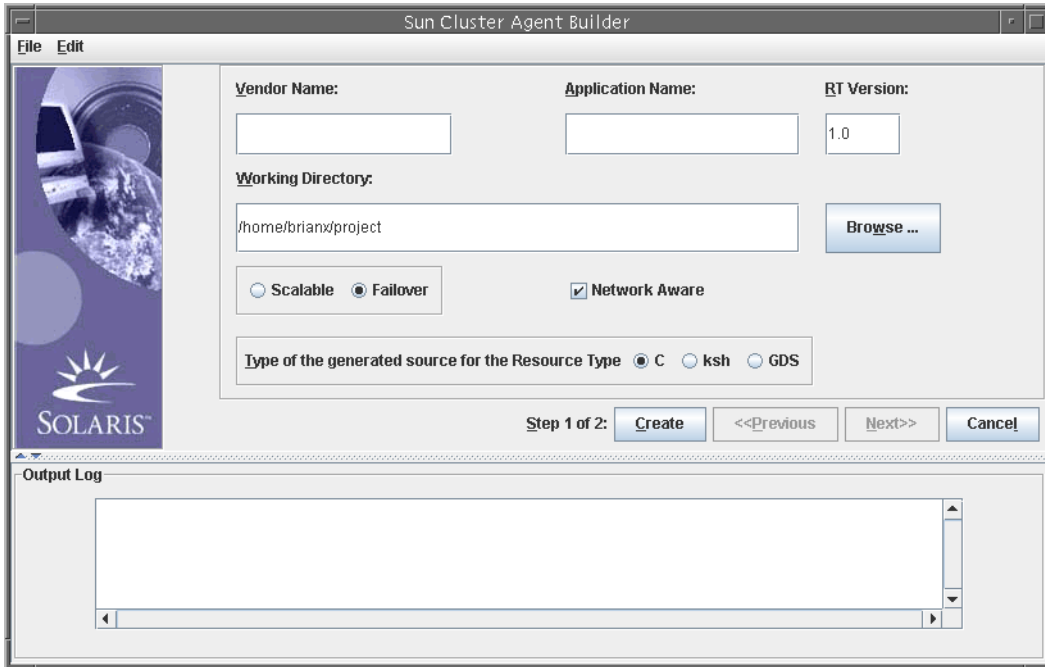 Sun Cluster Agent Builder
File Edit
Vendor Name: Application Name: RT Version:
1.0
Working Directory:
/home/brianx/project Browse ...
Scalable Failover Network Aware
Type of the generated source for the Resource Type C ksh GDS
SOLARIS™
Step 1 of 2: Create <<Previous Next>> Cancel
Output Log